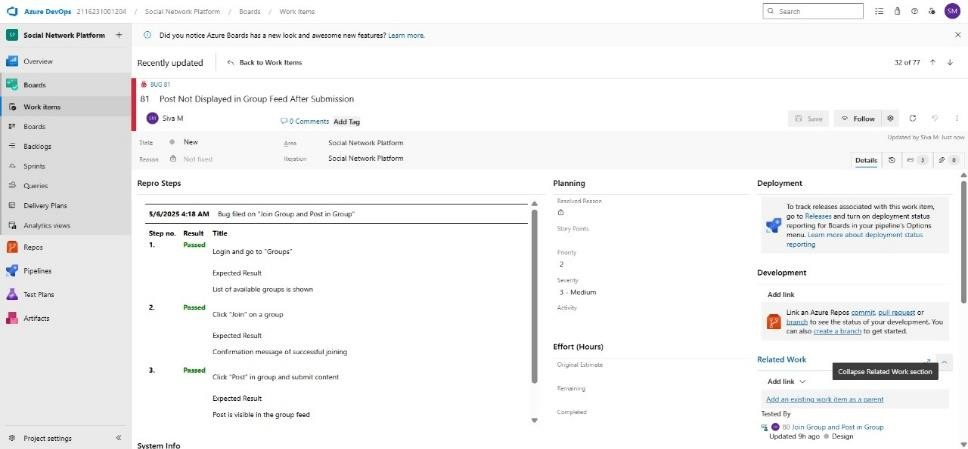 Azure DevOps 2116231001204 / Social Network Platform / Boards / Work items Search SM
Social Network Platform +
Did you notice Azure Boards has a new look and awesome new features? Learn more.
Overview
Boards
Work items
Boards
Backlogs
Sprints
Queries
Delivery Plans
Analytics views
Repos
Pipelines
Test Plans
Artifacts
Project settings
Recently updated Back to Work Items 32 of 77
BUG 81
81 Post Not Displayed in Group Feed After Submission
SM Siva M 0 Comments Add Tag Save Follow
Updated by Siva M: Just now
State New Area Social Network Platform
Reason Not fixed Iteration Social Network Platform
Details 3 0
Repro Steps
5/6/2025 4:18 AM Bug filed on "Join Group and Post in Group"
Step no. Result Title
1. Passed
Login and go to "Groups"
Expected Result
List of available groups is shown
2. Passed
Click "Join" on a group
Expected Result
Confirmation message of successful joining
3. Passed
Click "Post" in group and submit content
Expected Result
Post is visible in the group feed
System Info
Planning
Resolved Reason
Story Points
Priority
2
Severity
3 - Medium
Activity
Effort (Hours)
Original Estimate
Remaining
Completed
Deployment
To track releases associated with this work item,
go to Releases and turn on deployment status
reporting for Boards in your pipeline's Options
menu. Learn more about deployment status
reporting
Development
Add link
Link an Azure Repos commit, pull request or
branch to see the status of your development. You
can also create a branch to get started.
Related Work
Collapse Related Work section
Add link
Add an existing work item as a parent
Tested By
80 Join Group and Post in Group
Updated 9h ago Design